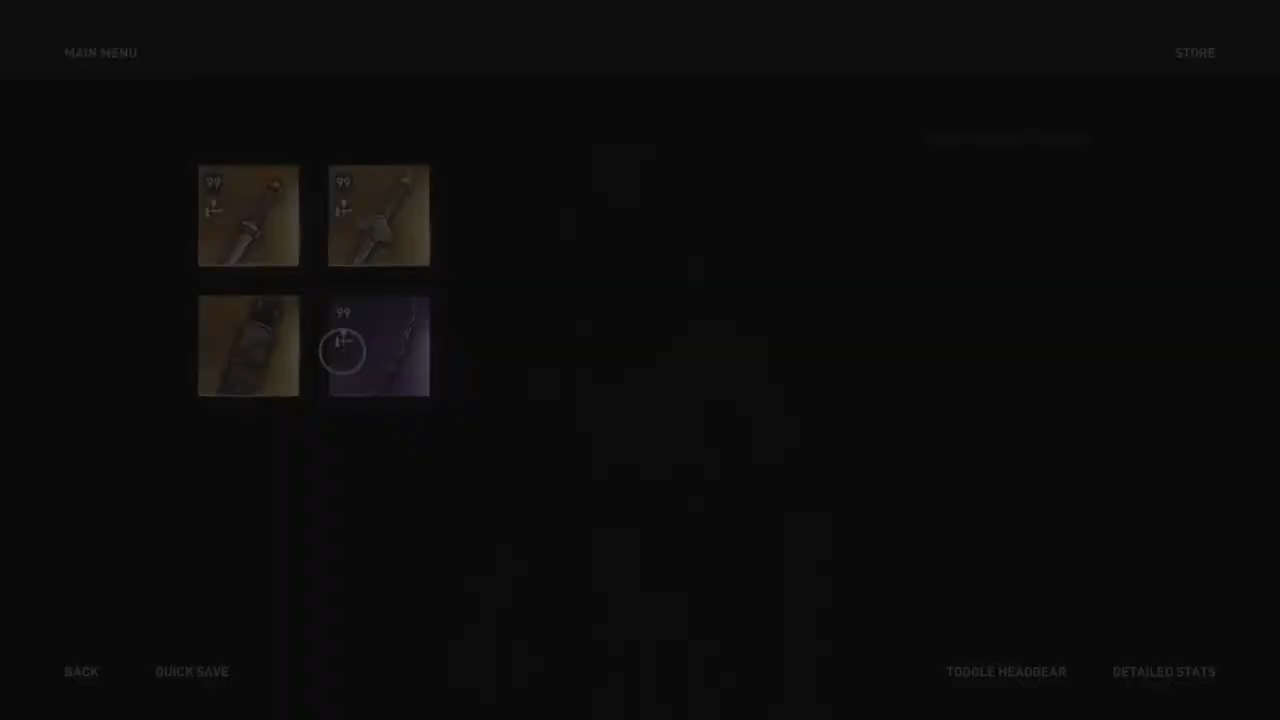 MAIN MENU
STORE
99
99
99
BACK
QUICK SAVE
TOGGLE HEADGEAR
DETAILED STATS